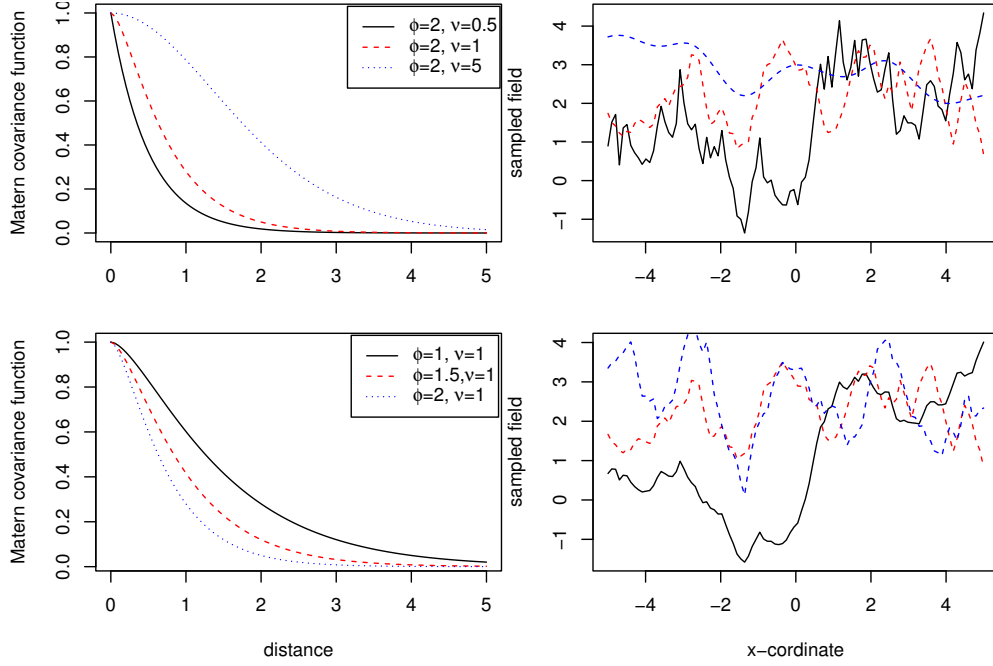 Matern covariance function
0.0 0.2 0.4 0.6 0.8 1.0
0 1 2 3 4 5
ϕ=2, ν=0.5
ϕ=2, ν=1
ϕ=2, ν=5
sampled field
−1 0 1 2 3 4
−4 −2 0 2 4
Matern covariance function
0.0 0.2 0.4 0.6 0.8 1.0
0 1 2 3 4 5
distance
ϕ=1, ν=1
ϕ=1.5,ν=1
ϕ=2, ν=1
sampled field
−1 0 1 2 3 4
−4 −2 0 2 4
x−cordinate